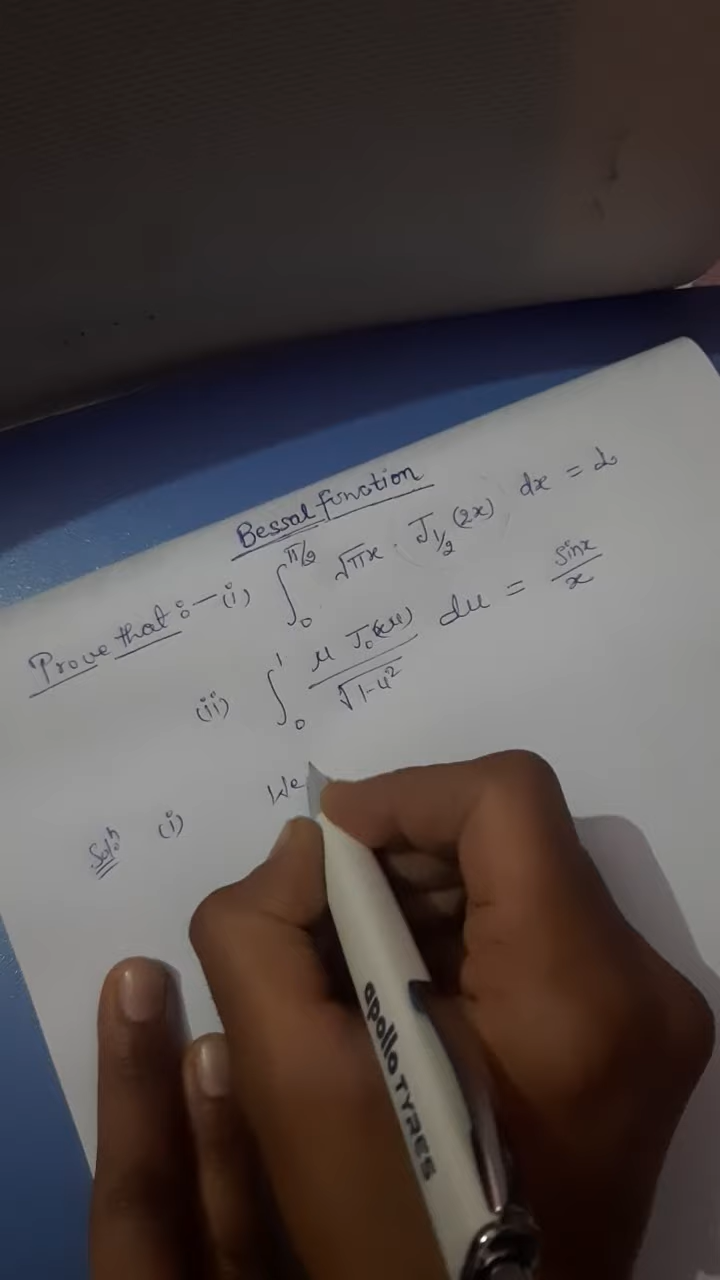 Bessal function
Prove that :- (i) ∫₀^{π/2} √πx · J_{1/2}(2x) dx = 
(ii) ∫₀¹ u J₀(xu) / √1-u² du = sinx / x
Solⁿ: (i) We
apollo TYRES